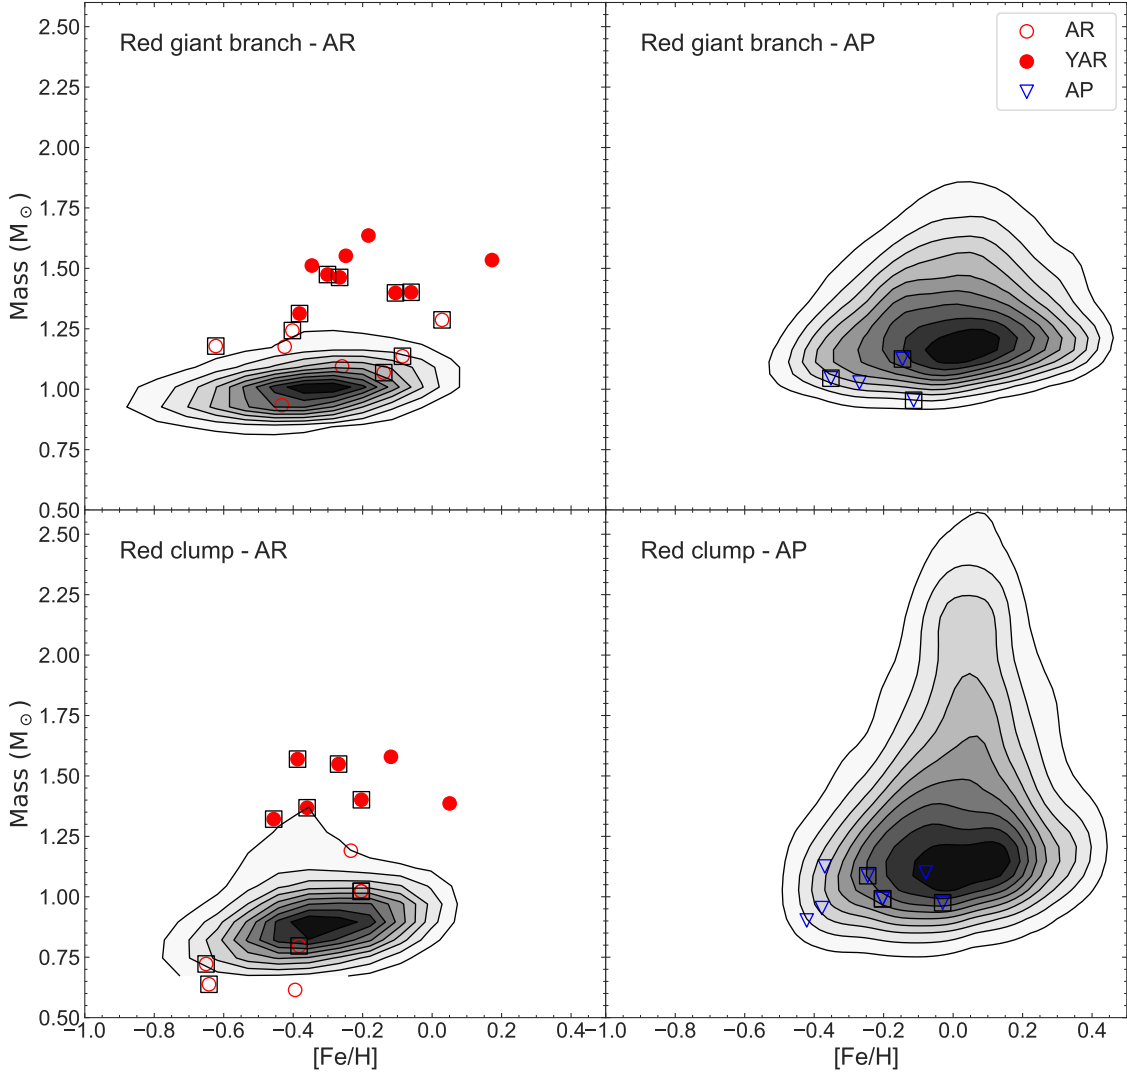 Red giant branch - AR
Red giant branch - AP
AR
YAR
AP
2.50
2.25
2.00
1.75
1.50
1.25
1.00
0.75
0.50
Mass (M⊙)
Red clump - AR
Red clump - AP
2.50
2.25
2.00
1.75
1.50
1.25
1.00
0.75
0.50
Mass (M⊙)
−1.0 −0.8 −0.6 −0.4 −0.2 0.0 0.2 0.4
−1.0 −0.8 −0.6 −0.4 −0.2 0.0 0.2 0.4
[Fe/H]
[Fe/H]